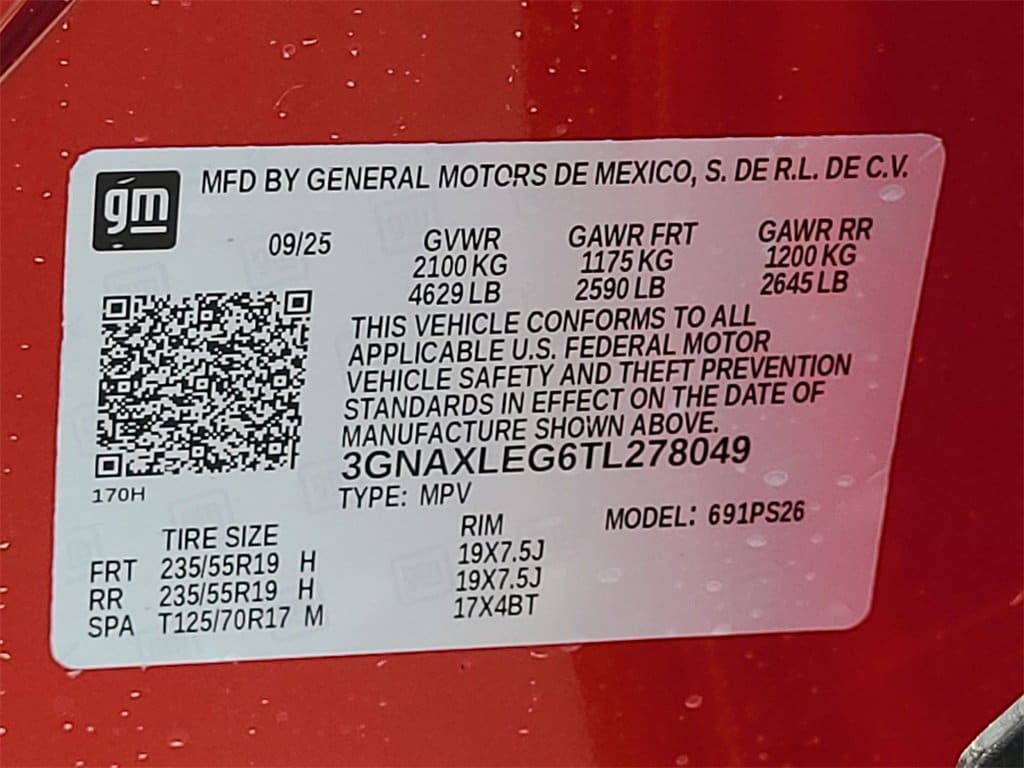 gm
MFD BY GENERAL MOTORS DE MEXICO, S. DE R.L. DE C.V.
09/25 GVWR GAWR FRT GAWR RR
2100 KG 1175 KG 1200 KG
4629 LB 2590 LB 2645 LB
THIS VEHICLE CONFORMS TO ALL
APPLICABLE U.S. FEDERAL MOTOR
VEHICLE SAFETY AND THEFT PREVENTION
STANDARDS IN EFFECT ON THE DATE OF
MANUFACTURE SHOWN ABOVE.
3GNAXLEG6TL278049
170H
TYPE: MPV MODEL: 691PS26
TIRE SIZE RIM
FRT 235/55R19 H 19X7.5J
RR 235/55R19 H 19X7.5J
SPA T125/70R17 M 17X4BT